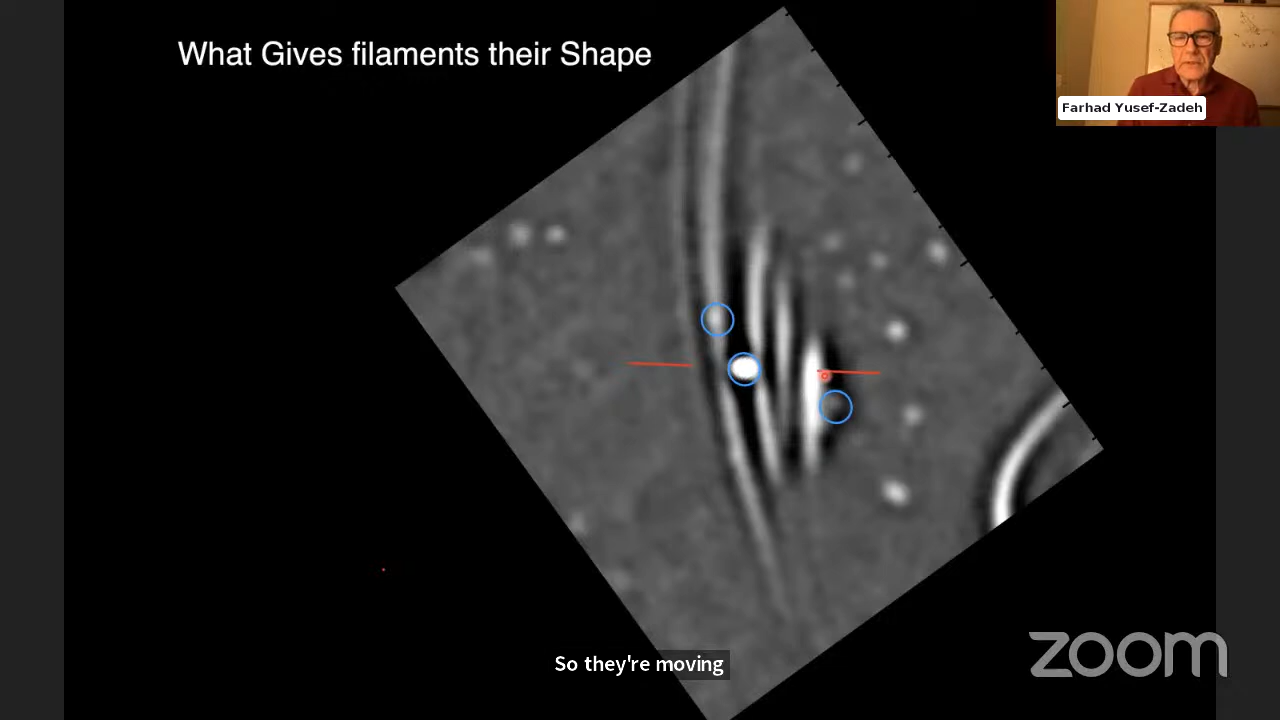 What Gives filaments their Shape
Farhad Yusef-Zadeh
So they're moving
zoom